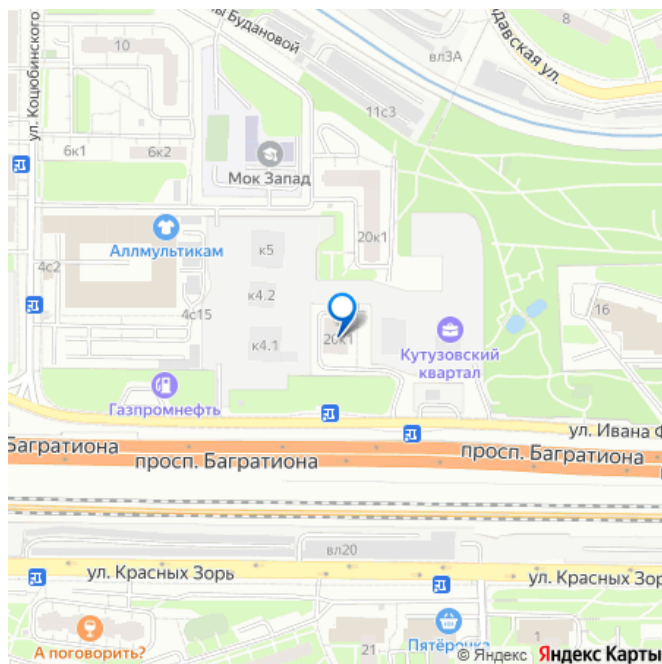 ул. Коцюбинского
10
ны Будановой
вл3А
8
давская ул.
11с3
6к1
6к2
Мок Запад
Аллмультикам
20к1
к5
4с2
16
к4.2
4с15
20к1
к4.1
Кутузовский
квартал
Газпромнефть
ул. Ивана Ф
Багратиона
просп. Багратиона
просп. Багратиона
вл20
ул. Красных Зорь
ул. Красных Зорь
А поговорить?
21
Пятёрочка
1
© Яндекс Яндекс Карты